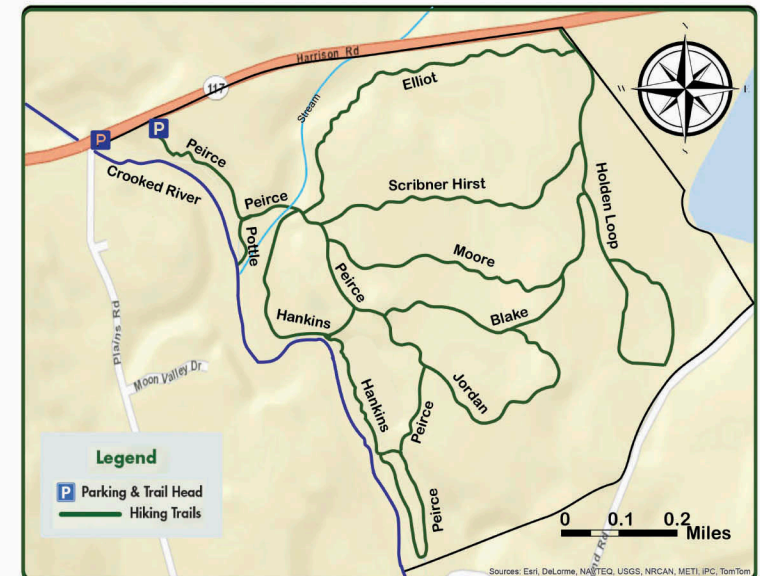 Harrison Rd
117
Elliot
Stream
N
W
E
S
P
P
Peirce
Crooked River
Scribner Hirst
Holden Loop
Peirce
Pottle
Moore
Peirce
Hankins
Blake
Plains Rd
Moon Valley Dr
Hankins
Jordan
Peirce
Peirce
Legend
P Parking & Trail Head
Hiking Trails
0 0.1 0.2
Miles
nd Rd
Sources: Esri, DeLorme, NAVTEQ, USGS, NRCAN, METI, iPC, TomTom